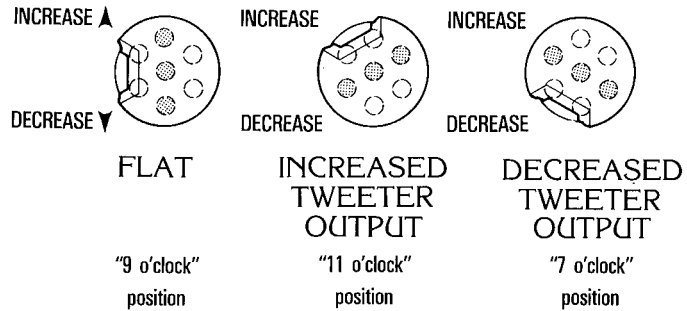 INCREASE INCREASE INCREASE
DECREASE DECREASE DECREASE
FLAT
INCREASED
TWEETER
OUTPUT
DECREASED
TWEETER
OUTPUT
"9 o'clock"
position
"11 o'clock"
position
"7 o'clock"
position